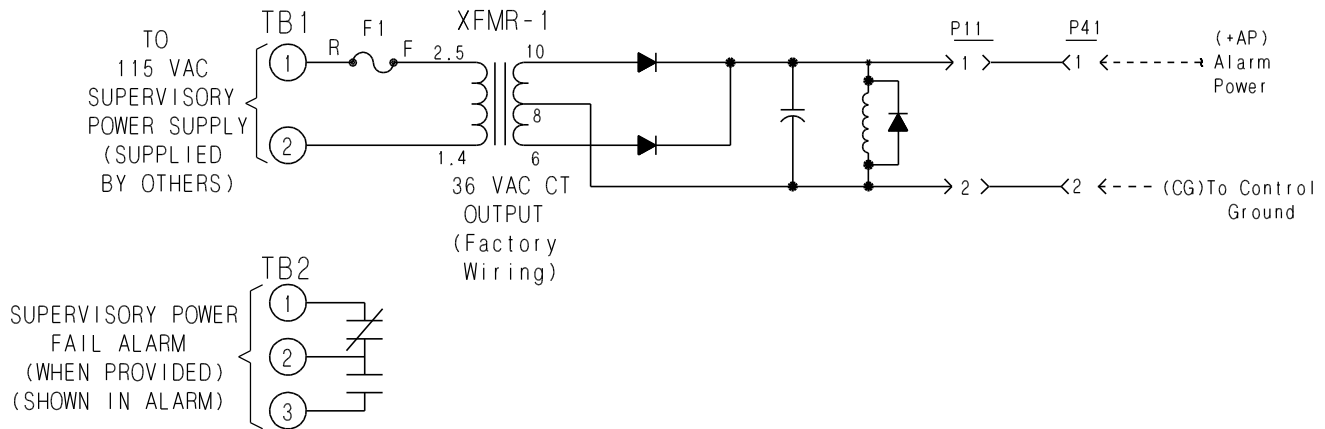 TB1
F1
XFMR-1
P11
P41
TO
115 VAC
SUPERVISORY
POWER SUPPLY
(SUPPLIED
BY OTHERS)
1
R
F
2.5
10
1
1
(+AP)
Alarm
Power
8
2
1.4
6
2
2
(CG)To Control
Ground
36 VAC CT
OUTPUT
(Factory
Wiring)
TB2
SUPERVISORY POWER
FAIL ALARM
(WHEN PROVIDED)
(SHOWN IN ALARM)
1
2
3